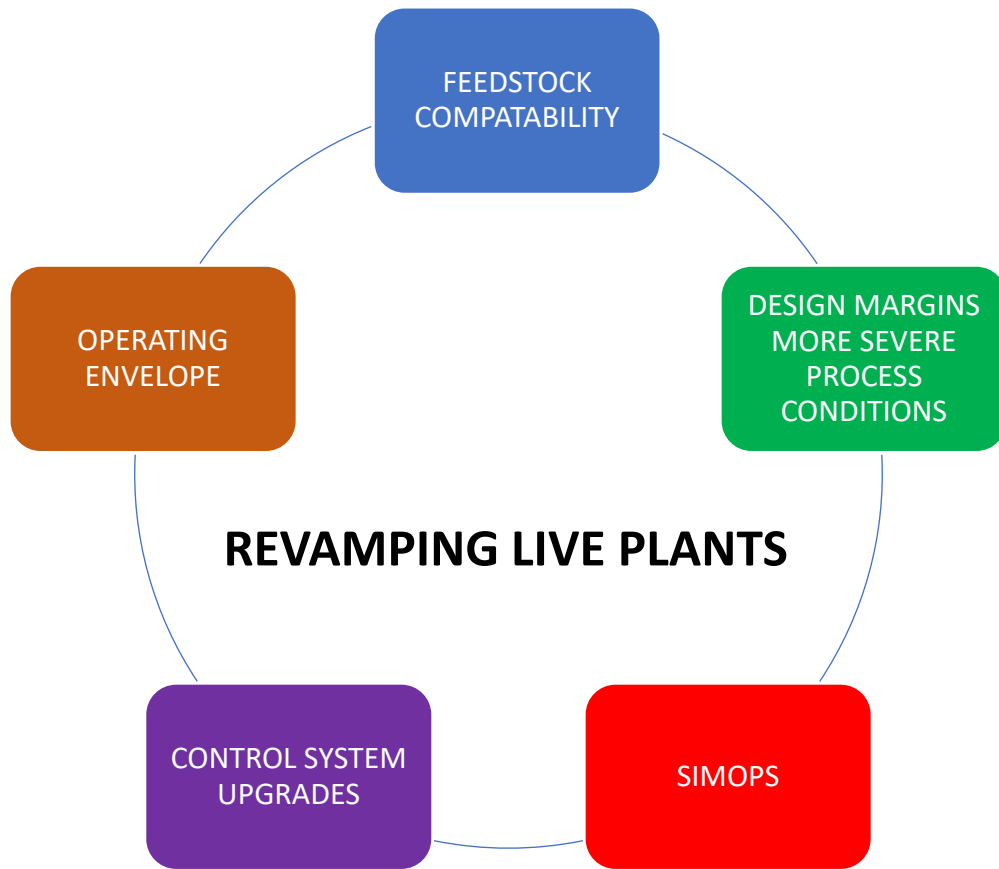 FEEDSTOCK
COMPATABILITY
DESIGN MARGINS
MORE SEVERE
PROCESS
CONDITIONS
OPERATING
ENVELOPE
REVAMPING LIVE PLANTS
CONTROL SYSTEM
UPGRADES
SIMOPS